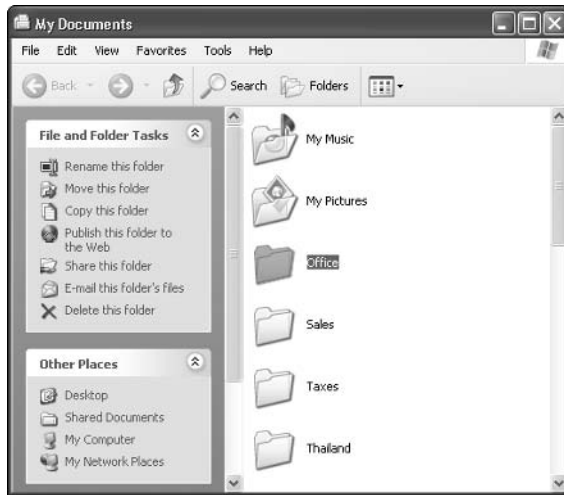 My Documents
File Edit View Favorites Tools Help
Back Search Folders
File and Folder Tasks
Rename this folder
Move this folder
Copy this folder
Publish this folder to
the Web
Share this folder
E-mail this folder's files
Delete this folder
Other Places
Desktop
Shared Documents
My Computer
My Network Places
My Music
My Pictures
Office
Sales
Taxes
Thailand